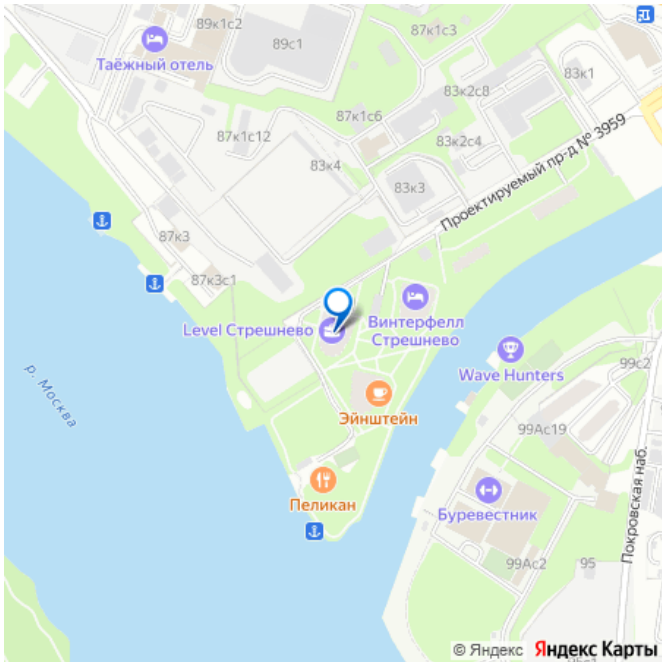 89к1с2
87к1с3
89с1
Таёжный отель
83к1
83к2с8
87к1с6
Проектируемый пр-д № 3959
87к1с12
83к2с4
83к4
83к3
87к3
87к3с1
Level Стрешнево
Винтерфелл
Стрешнево
р. Москва
Wave Hunters
99с2
Эйнштейн
99Ас19
Покровская наб.
Пеликан
Буревестник
99Ас2
95
© Яндекс Яндекс Карты